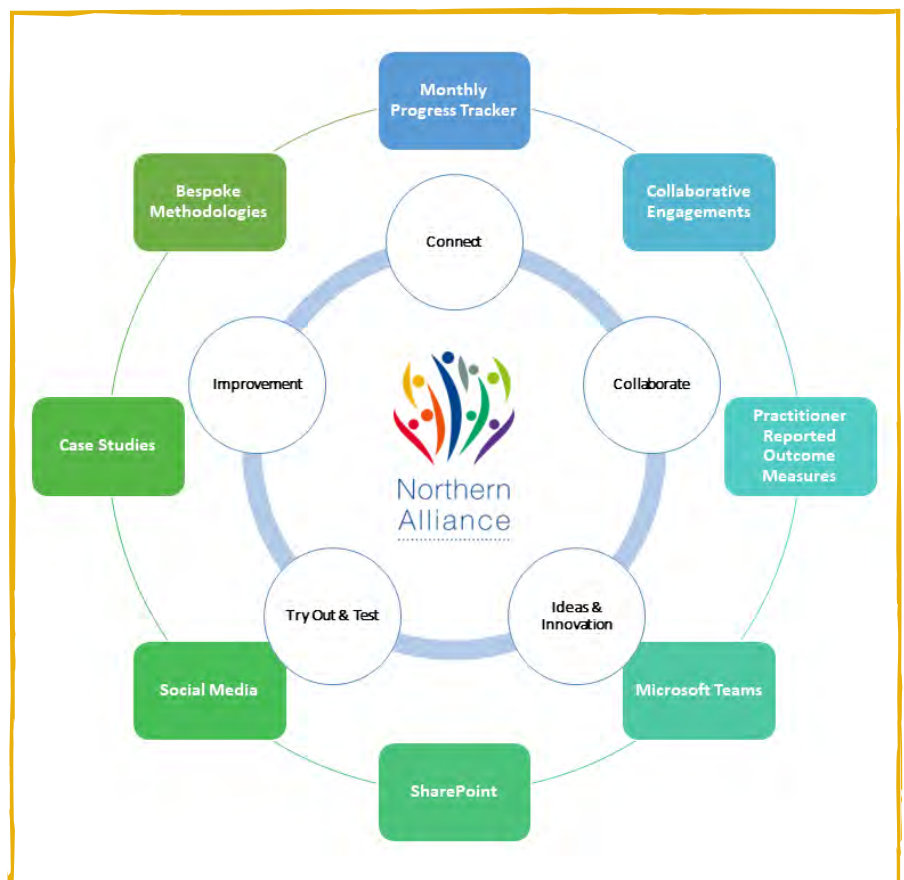 Monthly
Progress Tracker
Collaborative
Engagements
Practitioner
Reported
Outcome
Measures
Microsoft Teams
SharePoint
Social Media
Case Studies
Bespoke
Methodologies
Connect
Collaborate
Ideas &
Innovation
Try Out & Test
Improvement
Northern
Alliance